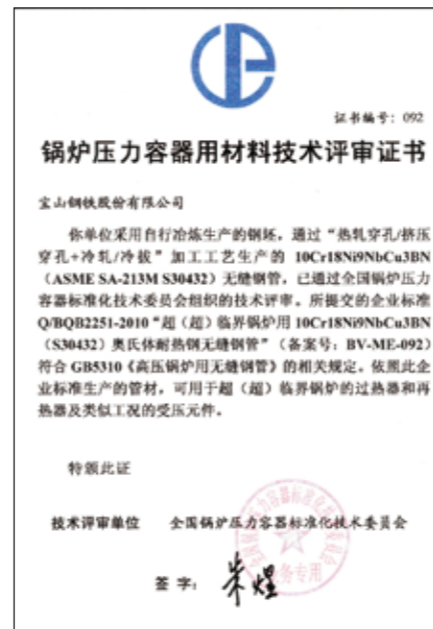 证书编号：092
锅炉压力容器用材料技术评审证书
宝山钢铁股份有限公司
你单位采用自行冶炼生产的钢坯，通过“热轧穿孔/挤压
穿孔+冷轧/冷拔”加工工艺生产的 10Cr18Ni9NbCu3BN
（ASME SA-213M S30432）无缝钢管，已通过全国锅炉压力
容器标准化技术委员会组织的技术评审。所提交的企业标准
Q/BQB2251-2010“超（超）临界锅炉用 10Cr18Ni9NbCu3BN
（S30432）奥氏体耐热钢无缝钢管”（备案号：BV-ME-092）
符合 GB5310《高压锅炉用无缝钢管》的相关规定。依照此企
业标准生产的管材，可用于超（超）临界锅炉的过热器和再
热器及类似工况的受压元件。
特颁此证
技术评审单位 全国锅炉压力容器标准化技术委员会
签字：